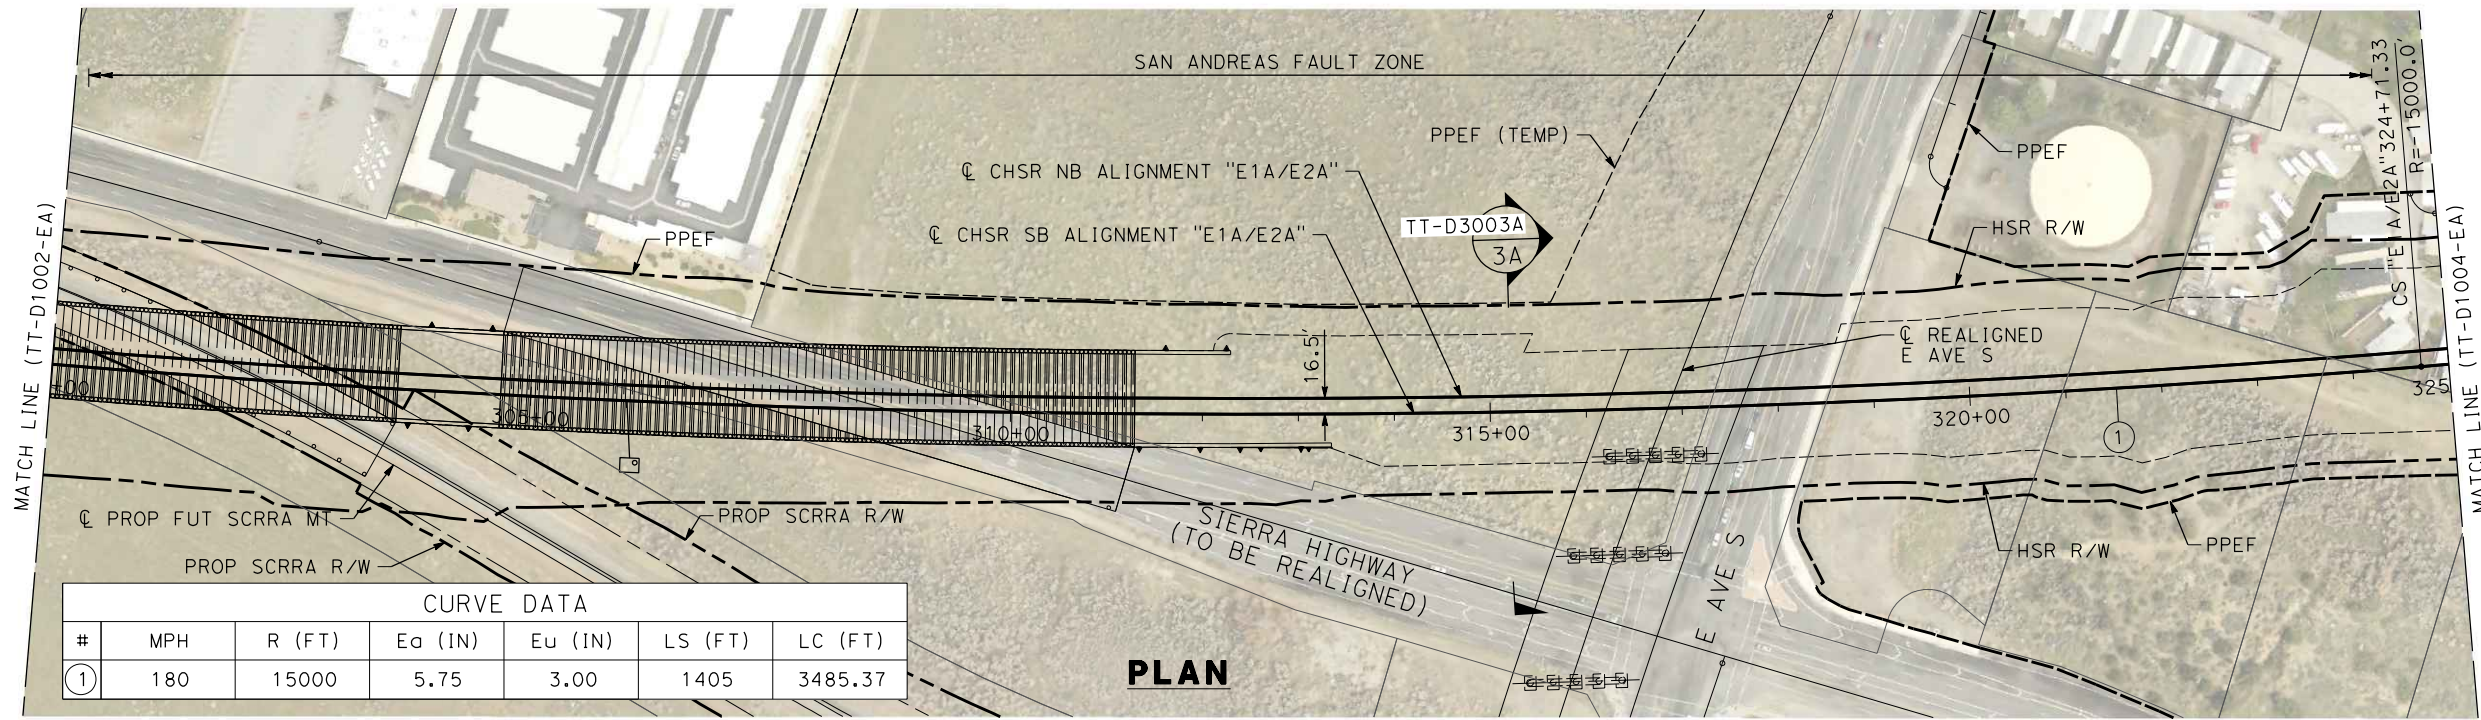 SAN ANDREAS FAULT ZONE
CS "E1A/E2A"324+71.33
R=-15000.0'
PPEF (TEMP)
PPEF
℄ CHSR NB ALIGNMENT "E1A/E2A"
TT-D3003A
3A
℄ CHSR SB ALIGNMENT "E1A/E2A"
PPEF
HSR R/W
MATCH LINE (TT-D1002-EA)
MATCH LINE (TT-D1004-EA)
16.5'
℄ REALIGNED
E AVE S
+00
305+00
310+00
315+00
320+00
325
1
℄ PROP FUT SCRRA MT
PROP SCRRA R/W
PROP SCRRA R/W
SIERRA HIGHWAY
(TO BE REALIGNED)
E AVE S
HSR R/W
PPEF
CURVE DATA
# MPH R (FT) Ea (IN) Eu (IN) LS (FT) LC (FT)
1 180 15000 5.75 3.00 1405 3485.37
PLAN